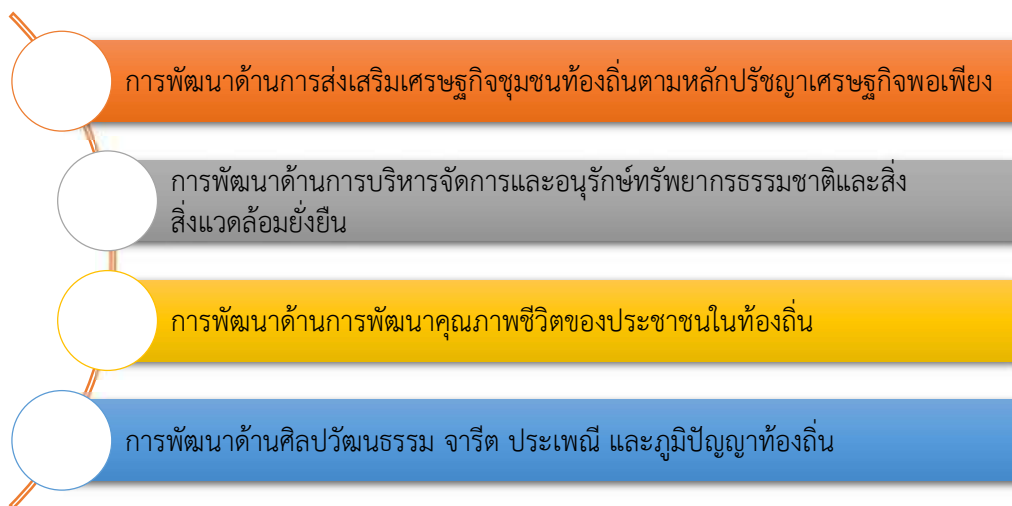 การพัฒนาด้านการส่งเสริมเศรษฐกิจชุมชนท้องถิ่นตามหลักปรัชญาเศรษฐกิจพอเพียง
การพัฒนาด้านการบริหารจัดการและอนุรักษ์ทรัพยากรธรรมชาติและสิ่ง
สิ่งแวดล้อมยั่งยืน
การพัฒนาด้านการพัฒนาคุณภาพชีวิตของประชาชนในท้องถิ่น
การพัฒนาด้านศิลปวัฒนธรรม จารีต ประเพณี และภูมิปัญญาท้องถิ่น